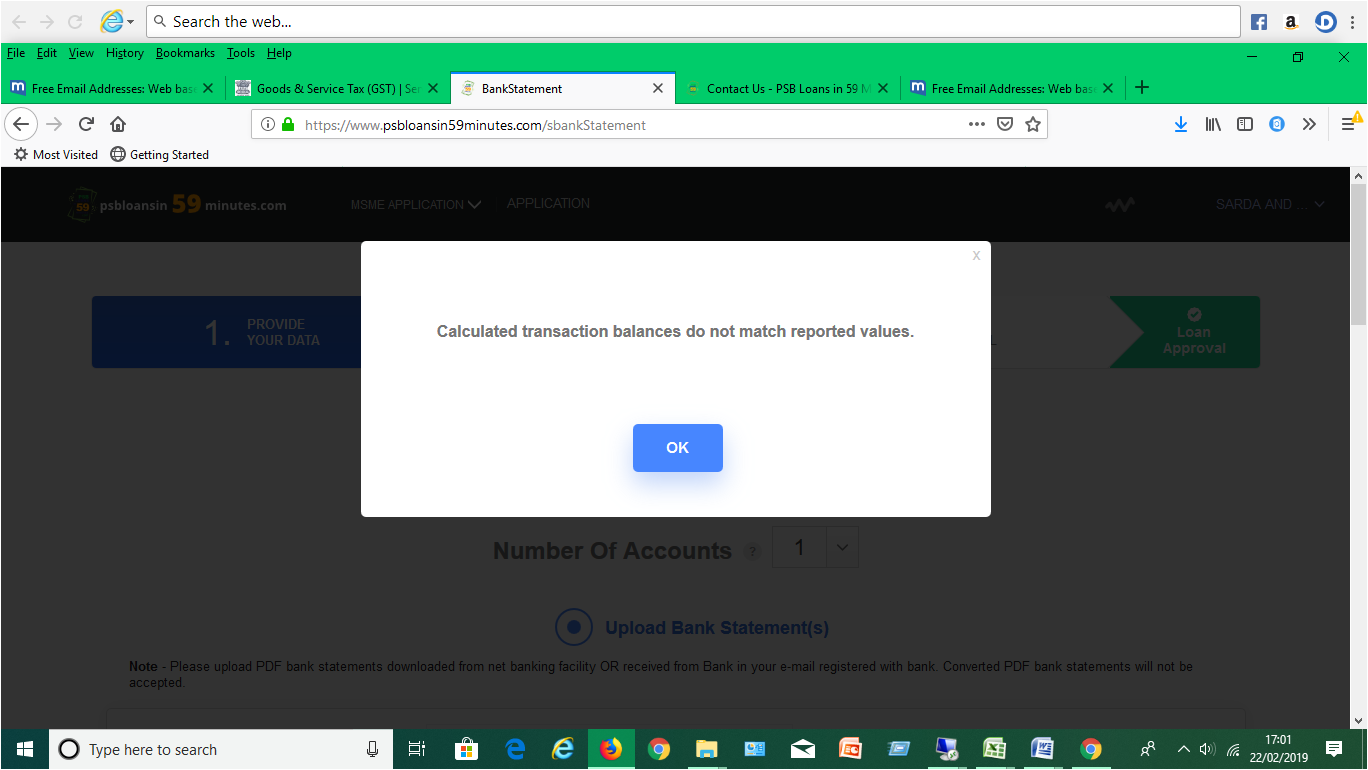 Search the web...
File Edit View History Bookmarks Tools Help
Free Email Addresses: Web bas
Goods & Service Tax (GST) | Ser
BankStatement
Contact Us - PSB Loans in 59 M
Free Email Addresses: Web bas
https://www.psbloansin59minutes.com/sbankStatement
Most Visited Getting Started
59 psbloansin 59 minutes.com MSME APPLICATION APPLICATION SARDA AND ...
X
Calculated transaction balances do not match reported values.
1. PROVIDE
YOUR DATA
Loan
Approval
OK
Number Of Accounts ? 1
Upload Bank Statement(s)
Note - Please upload PDF bank statements downloaded from net banking facility OR received from Bank in your e-mail registered with bank. Converted PDF bank statements will not be
accepted.
Type here to search
17:01
22/02/2019